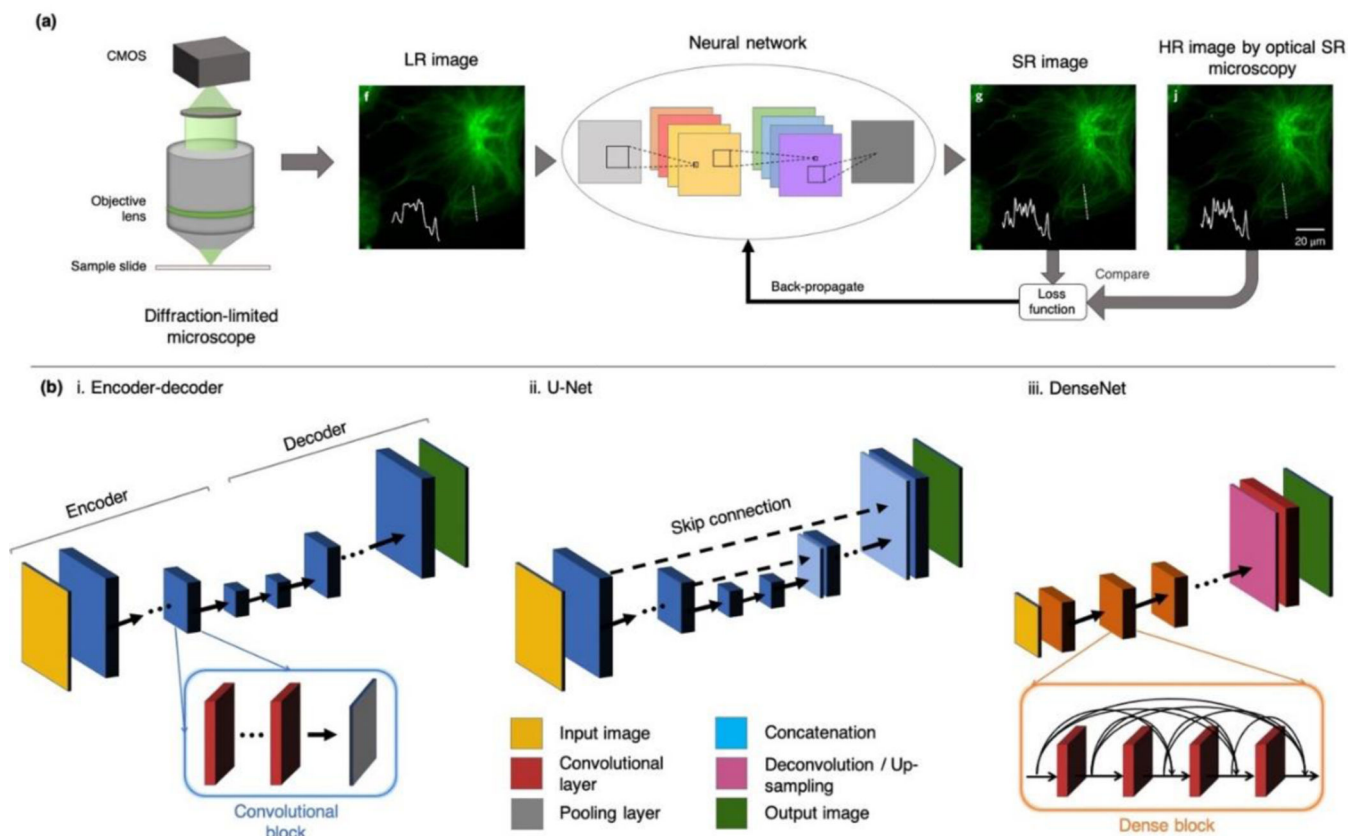 (a)
CMOS
Objective
lens
Sample slide
Diffraction-limited
microscope
LR image
f
Neural network
SR image
g
HR image by optical SR
microscopy
j
20 μm
Back-propagate
Loss
function
Compare
(b) i. Encoder-decoder
Encoder
Decoder
Convolutional
block
ii. U-Net
Skip connection
Input image
Convolutional
layer
Pooling layer
Concatenation
Deconvolution / Up-
sampling
Output image
iii. DenseNet
Dense block